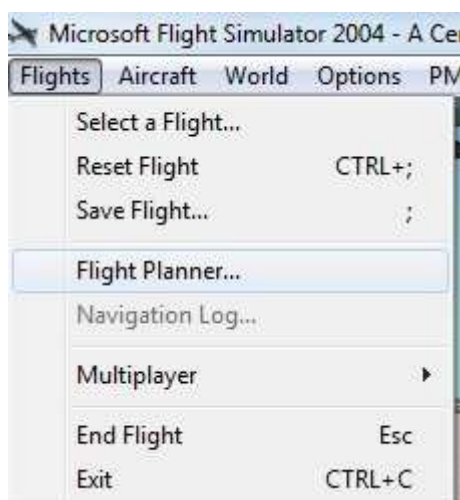 Microsoft Flight Simulator 2004 - A Ce
Flights Aircraft World Options PM
Select a Flight...
Reset Flight CTRL+;
Save Flight... ;
Flight Planner...
Navigation Log...
Multiplayer
End Flight Esc
Exit CTRL+C